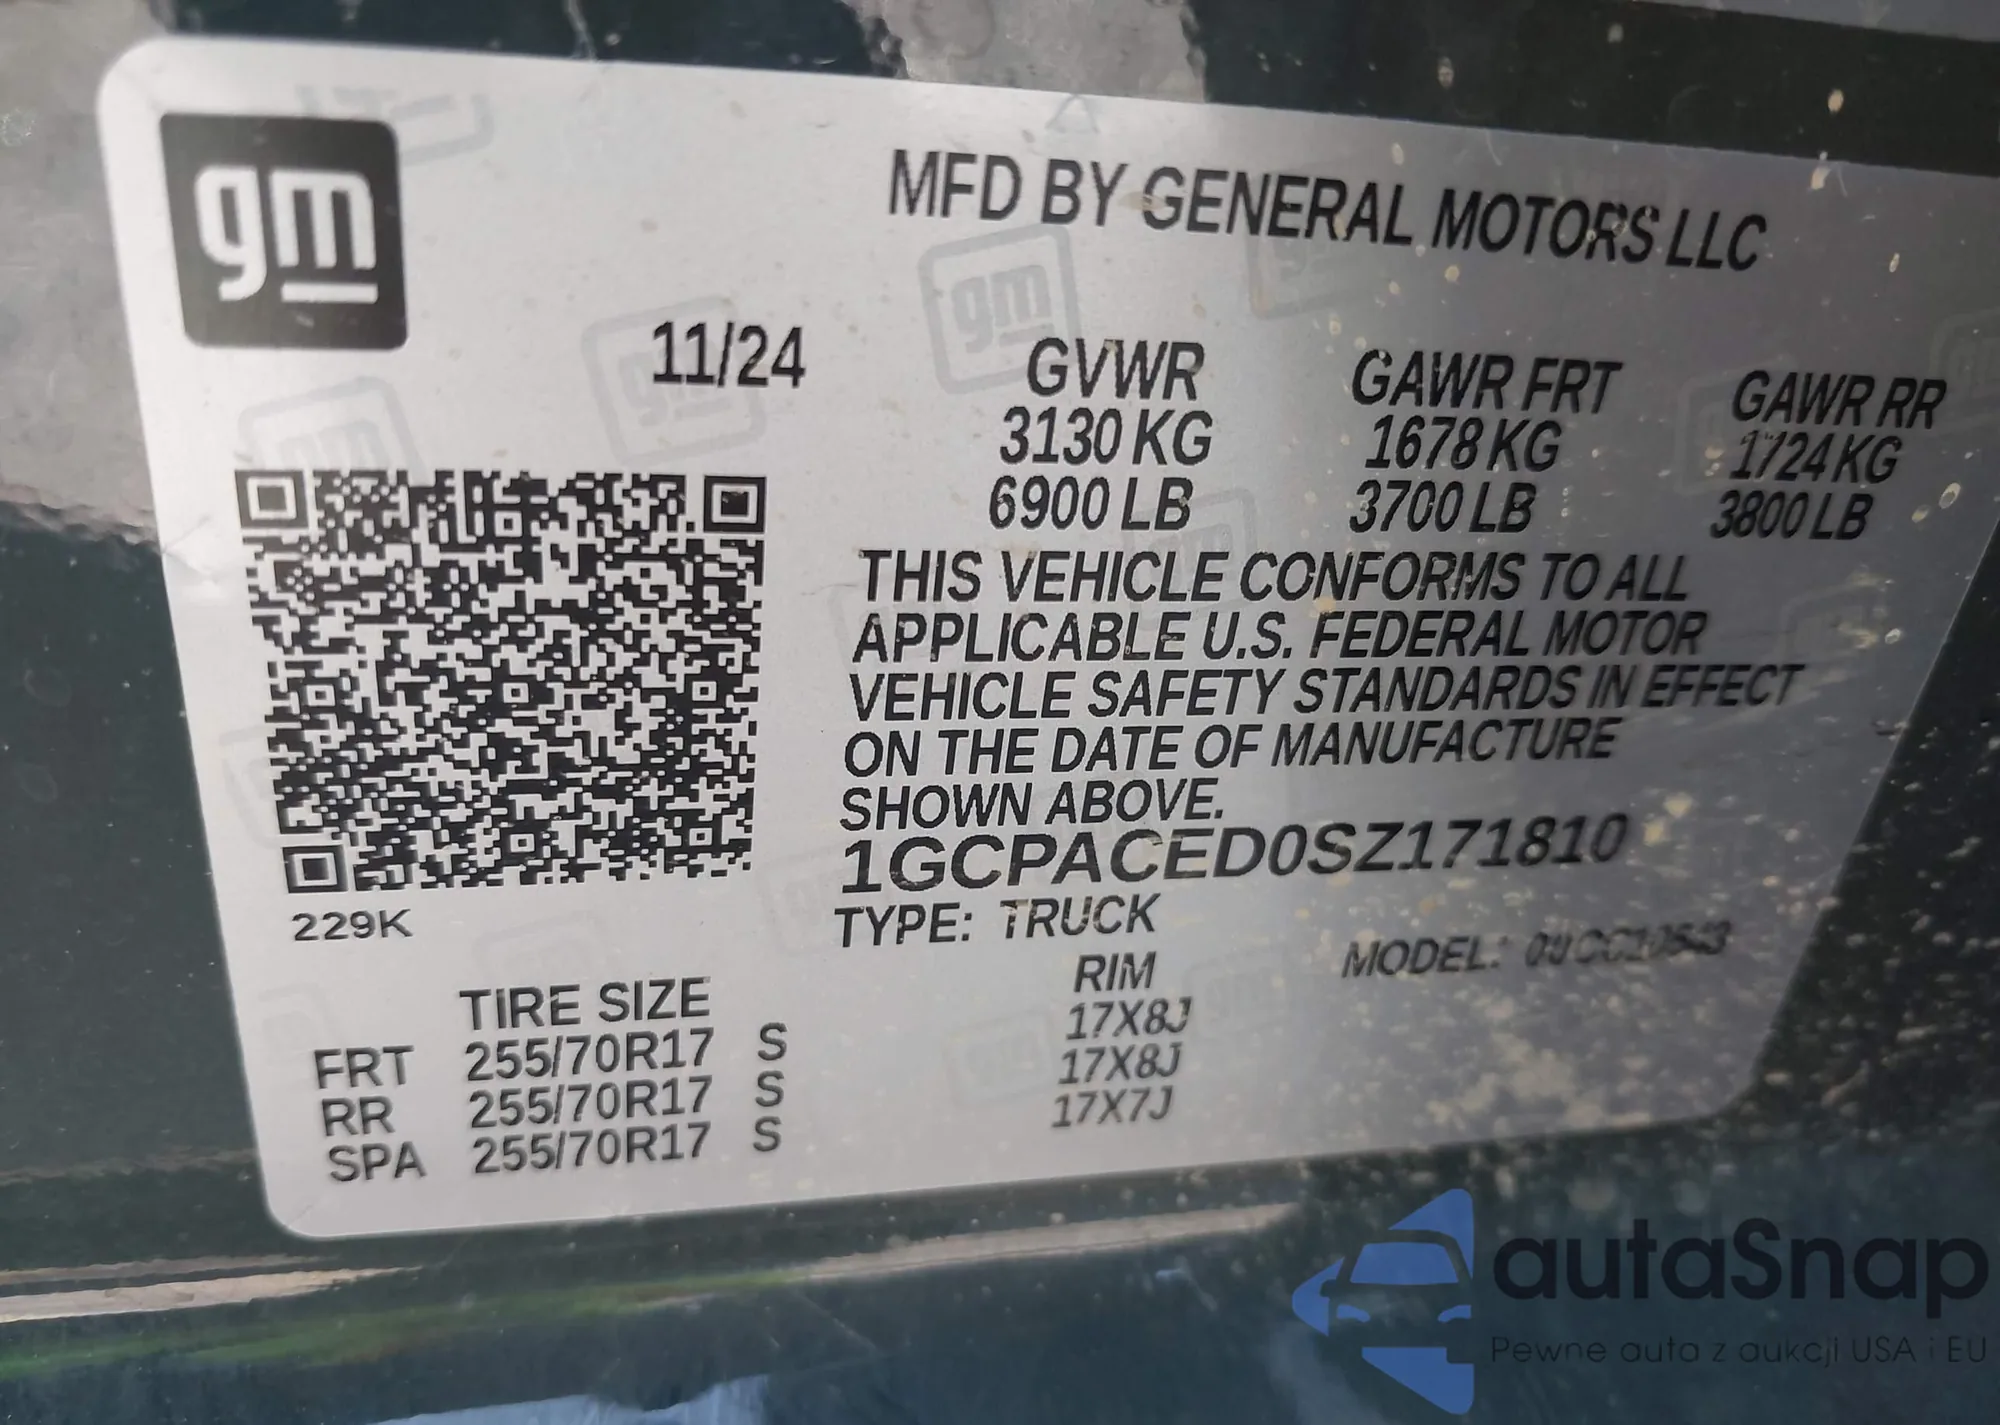 gm
MFD BY GENERAL MOTORS LLC
11/24
GVWR GAWR FRT GAWR RR
3130 KG 1678 KG 1724 KG
6900 LB 3700 LB 3800 LB
THIS VEHICLE CONFORMS TO ALL
APPLICABLE U.S. FEDERAL MOTOR
VEHICLE SAFETY STANDARDS IN EFFECT
ON THE DATE OF MANUFACTURE
SHOWN ABOVE.
1GCPACED0SZ171810
229K
TYPE: TRUCK
MODEL:
TIRE SIZE RIM
FRT 255/70R17 S 17X8J
RR 255/70R17 S 17X8J
SPA 255/70R17 S 17X7J
autaSnap
Pewne auta z aukcji USA i EU